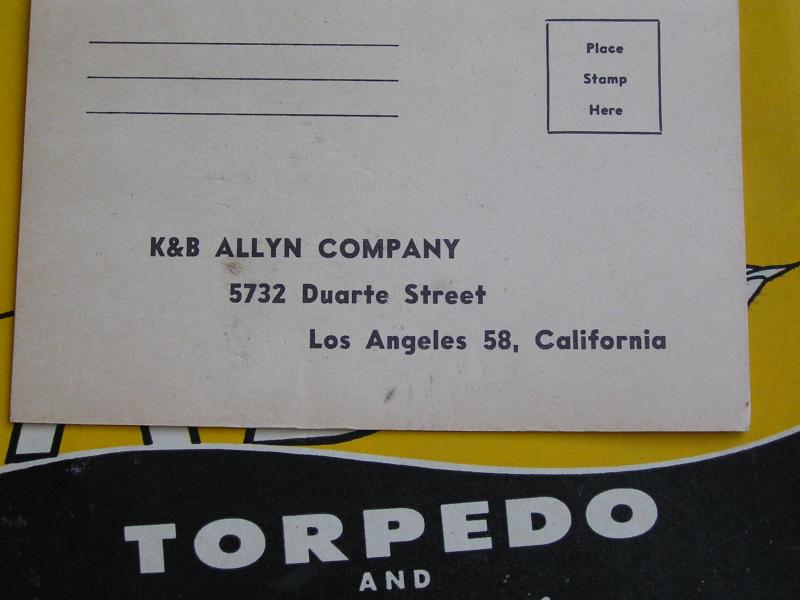 Place
Stamp
Here
K&B ALLYN COMPANY
5732 Duarte Street
Los Angeles 58, California
TORPEDO
AND